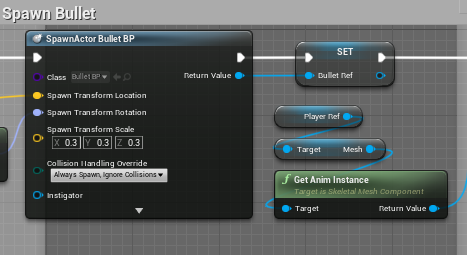 Spawn Bullet
SpawnActor Bullet BP
Class Bullet BP
Return Value
Spawn Transform Location
Spawn Transform Rotation
Spawn Transform Scale
X 0.3 Y 0.3 Z 0.3
Collision Handling Override
Always Spawn, Ignore Collisions
Instigator
SET
Bullet Ref
Player Ref
Target Mesh
Get Anim Instance
Target is Skeletal Mesh Component
Target Return Value